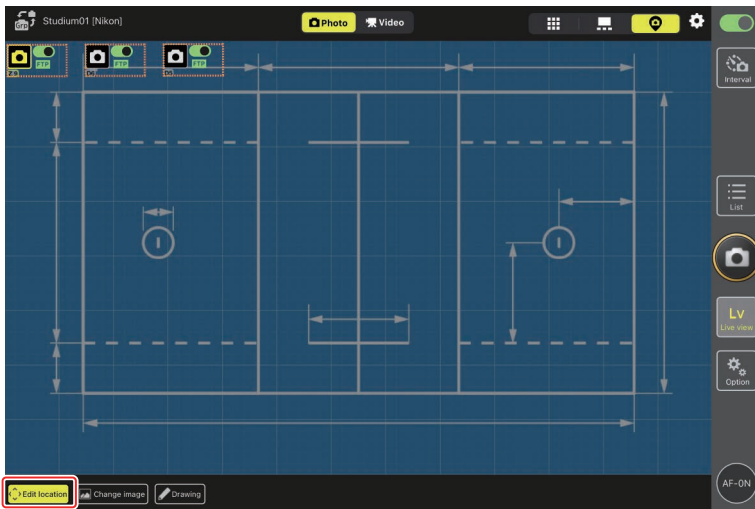 Grp
Studium01 [Nikon]
Photo
Video
FTP
FTP
FTP
Interval
List
Lv
Live view
Option
AF-ON
Edit location
Change image
Drawing